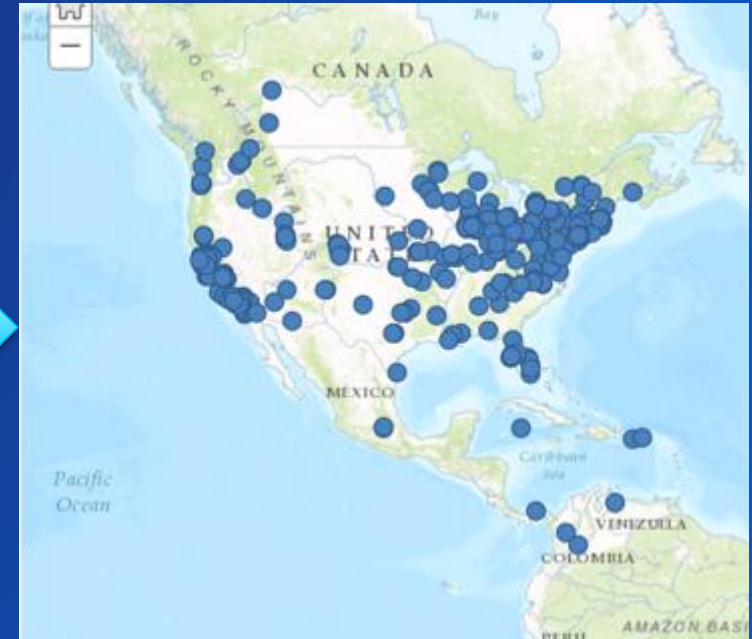 Bay
CANADA
ROCKY MOUNTAINS
UNITED
STATES
MEXICO
Caribbean
Sea
Pacific
Ocean
VENEZUELA
COLOMBIA
PERU
AMAZON BASI